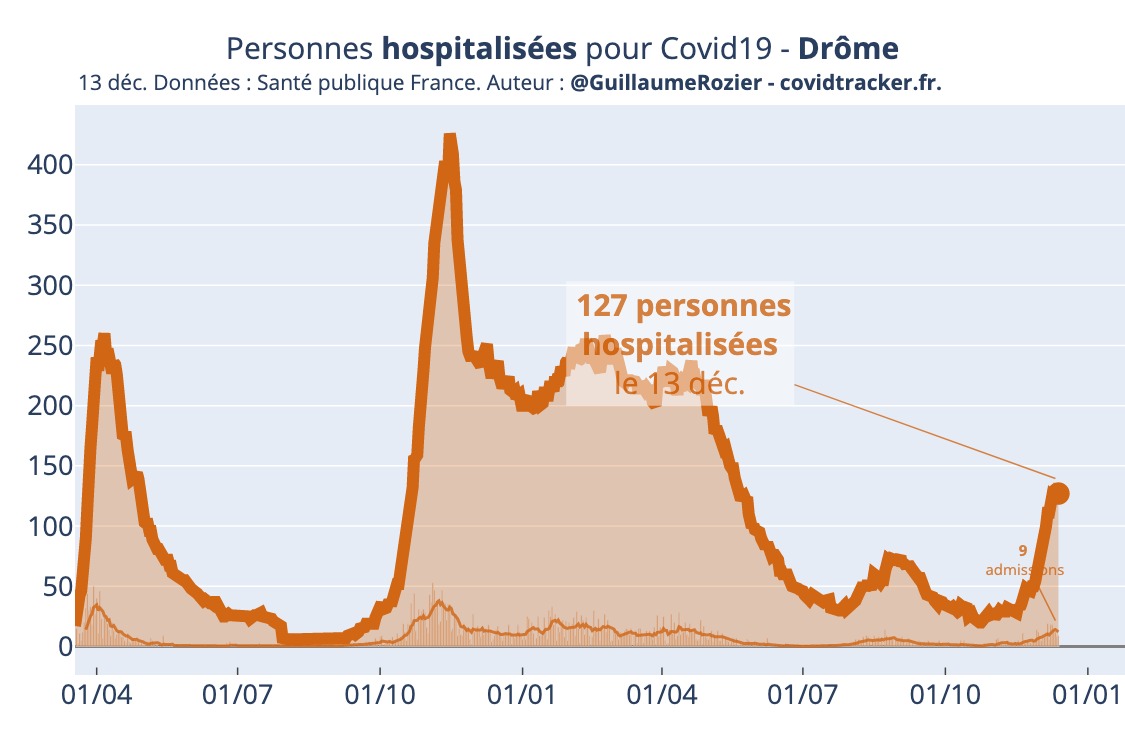 Personnes hospitalisées pour Covid19 - Drôme
13 déc. Données : Santé publique France. Auteur : @GuillaumeRozier - covidtracker.fr.
400
350
300
250
200
150
100
50
0
127 personnes
hospitalisées
le 13 déc.
9
admissions
01/04 01/07 01/10 01/01 01/04 01/07 01/10 01/01